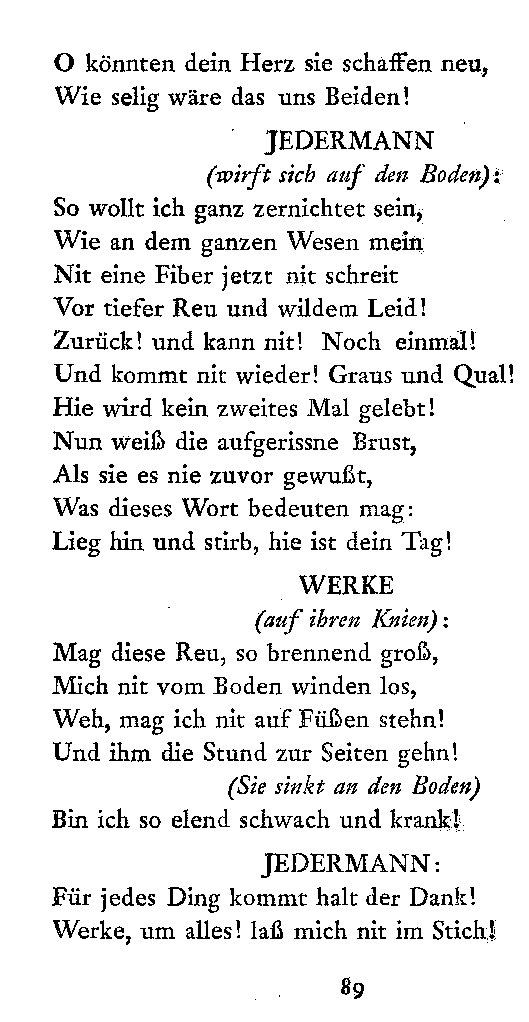 O könnten dein Herz sie schaffen neu,
Wie selig wäre das uns Beiden!
JEDERMANN
(wirft sich auf den Boden):
So wollt ich ganz zernichtet sein,
Wie an dem ganzen Wesen mein
Nit eine Fiber jetzt nit schreit
Vor tiefer Reu und wildem Leid!
Zurück! und kann nit! Noch einmal!
Und kommt nit wieder! Graus und Qual!
Hie wird kein zweites Mal gelebt!
Nun weiß die aufgerissne Brust,
Als sie es nie zuvor gewußt,
Was dieses Wort bedeuten mag:
Lieg hin und stirb, hie ist dein Tag!
WERKE
(auf ihren Knien):
Mag diese Reu, so brennend groß,
Mich nit vom Boden winden los,
Weh, mag ich nit auf Füßen stehn!
Und ihm die Stund zur Seiten gehn!
(Sie sinkt an den Boden)
Bin ich so elend schwach und krank!
JEDERMANN:
Für jedes Ding kommt halt der Dank!
Werke, um alles! laß mich nit im Stich!
89